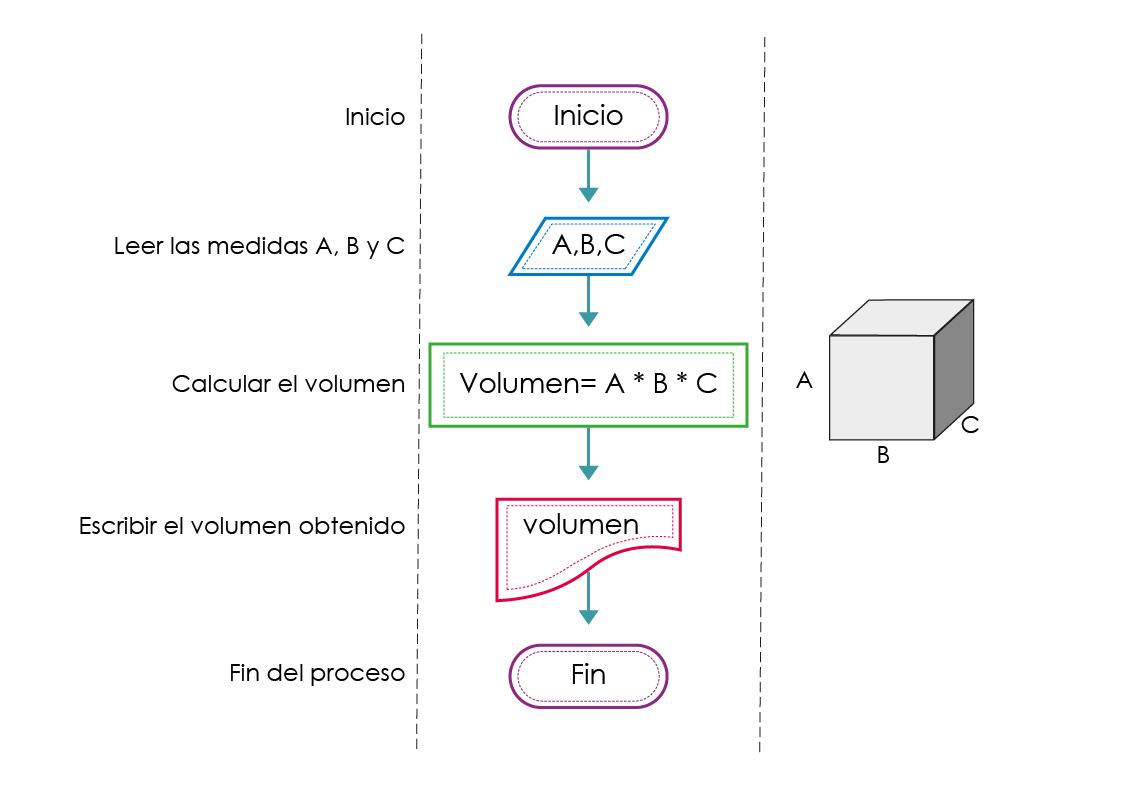 Inicio
Inicio
Leer las medidas A, B y C
A,B,C
Calcular el volumen
Volumen= A * B * C
A
B
C
Escribir el volumen obtenido
volumen
Fin del proceso
Fin